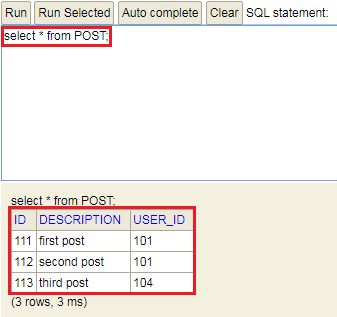 Run Run Selected Auto complete Clear SQL statement:
select * from POST;
select * from POST;
ID DESCRIPTION USER_ID
111 first post 101
112 second post 101
113 third post 104
(3 rows, 3 ms)